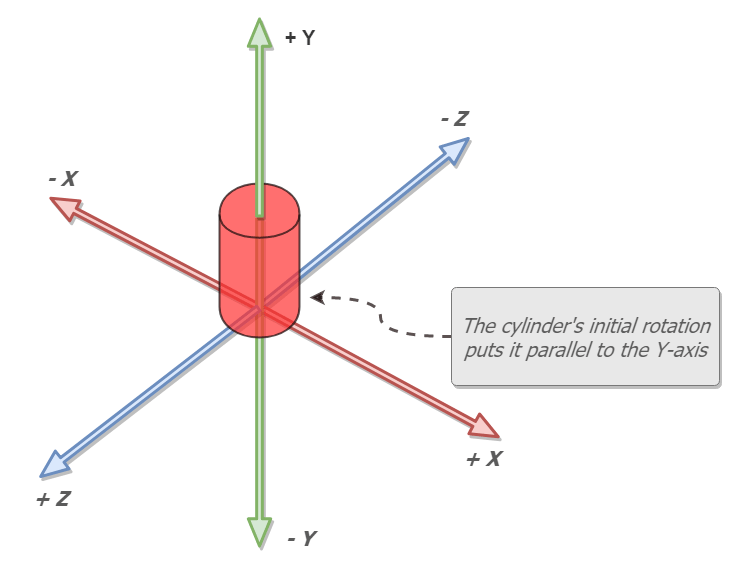 + Y
- Z
- X
The cylinder's initial rotation
puts it parallel to the Y-axis
+ X
+ Z
- Y